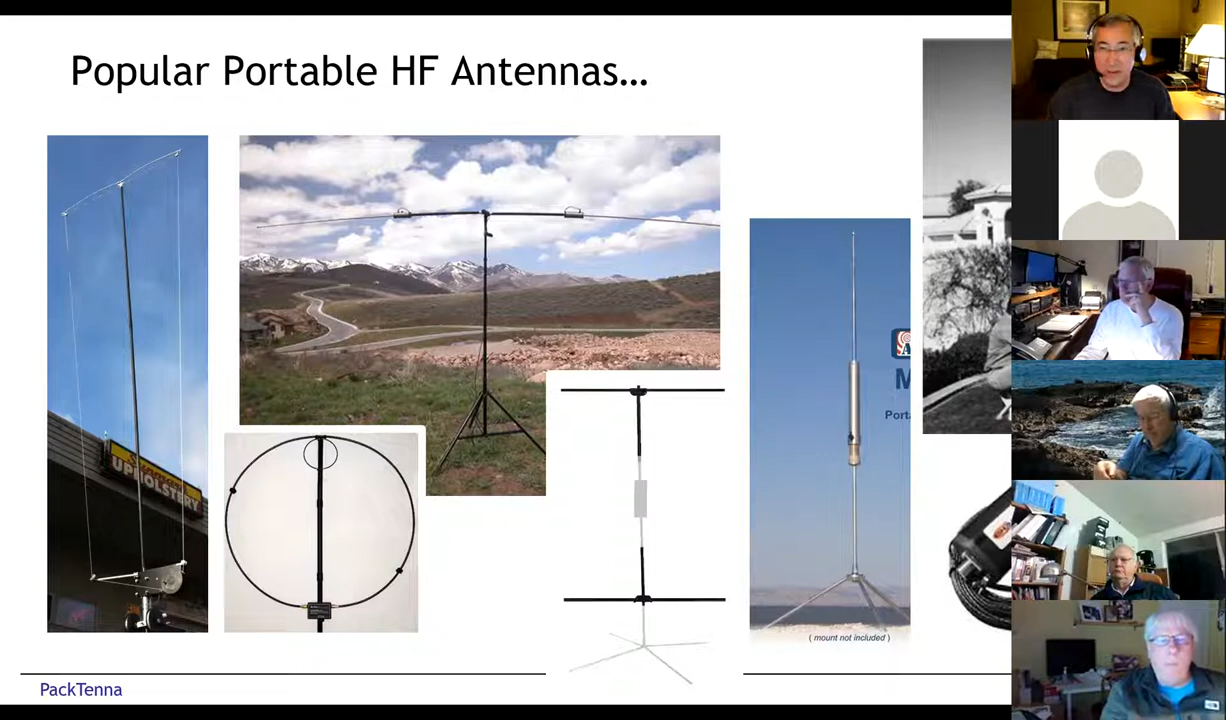 Popular Portable HF Antennas...
UPHOLSTERY
M
Porta
( mount not included )
PackTenna